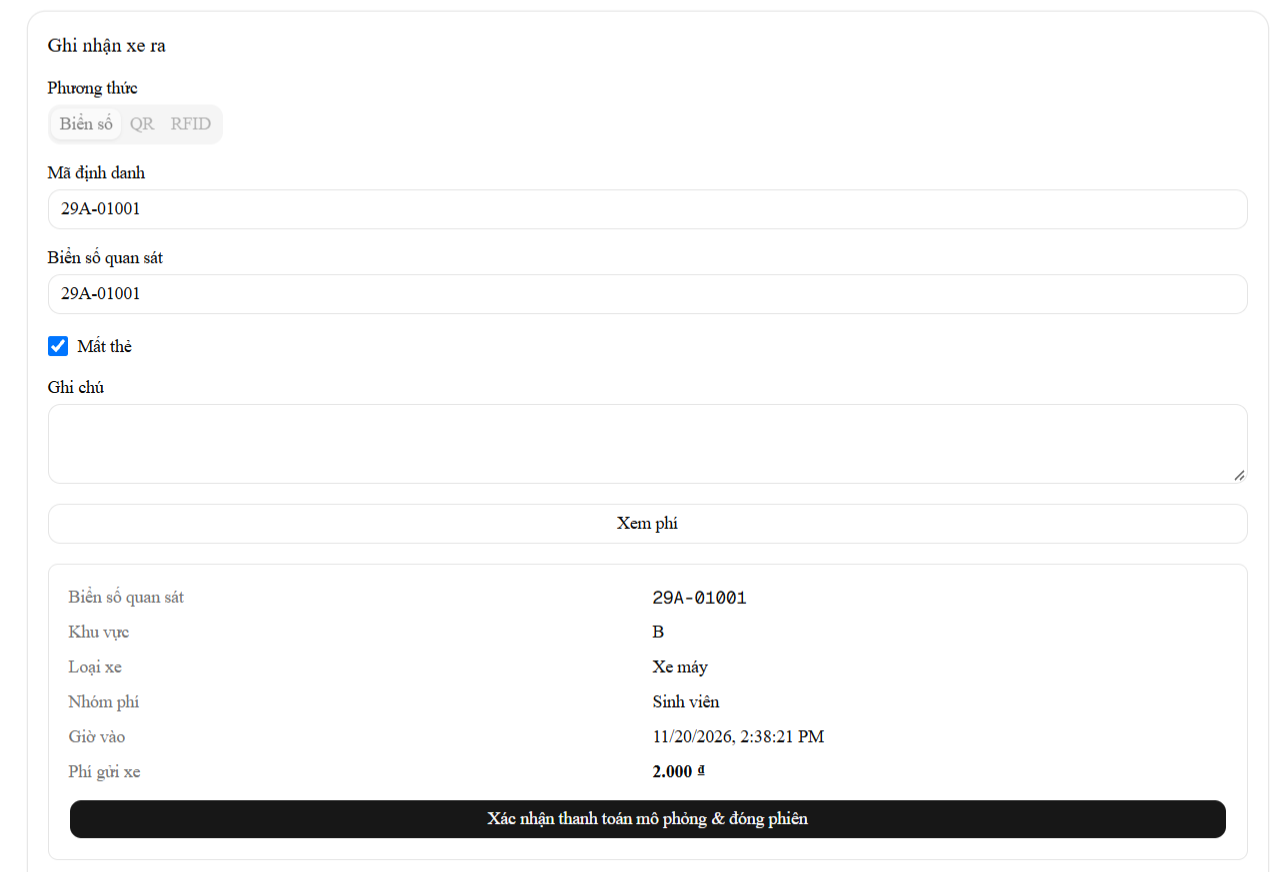 Ghi nhận xe ra
Phương thức
Biển số QR RFID
Mã định danh
29A-01001
Biển số quan sát
29A-01001
Mất thẻ
Ghi chú
Xem phí
Biển số quan sát 29A-01001
Khu vực B
Loại xe Xe máy
Nhóm phí Sinh viên
Giờ vào 11/20/2026, 2:38:21 PM
Phí gửi xe 2.000 ₫
Xác nhận thanh toán mô phỏng & đóng phiên